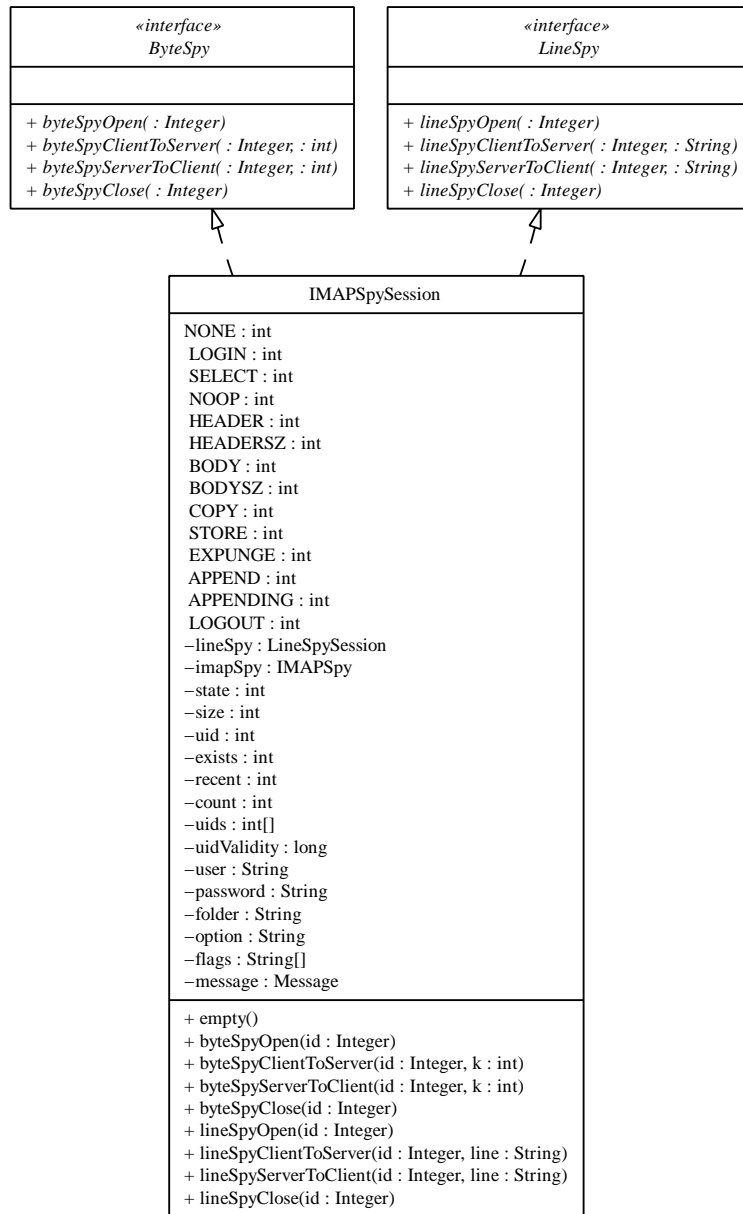 «interface»
ByteSpy
+ byteSpyOpen( : Integer)
+ byteSpyClientToServer( : Integer, : int)
+ byteSpyServerToClient( : Integer, : int)
+ byteSpyClose( : Integer)
«interface»
LineSpy
+ lineSpyOpen( : Integer)
+ lineSpyClientToServer( : Integer, : String)
+ lineSpyServerToClient( : Integer, : String)
+ lineSpyClose( : Integer)
IMAPSpySession
NONE : int
LOGIN : int
SELECT : int
NOOP : int
HEADER : int
HEADERSZ : int
BODY : int
BODYSZ : int
COPY : int
STORE : int
EXPUNGE : int
APPEND : int
APPENDING : int
LOGOUT : int
−lineSpy : LineSpySession
−imapSpy : IMAPSpy
−state : int
−size : int
−uid : int
−exists : int
−recent : int
−count : int
−uids : int[]
−uidValidity : long
−user : String
−password : String
−folder : String
−option : String
−flags : String[]
−message : Message
+ empty()
+ byteSpyOpen(id : Integer)
+ byteSpyClientToServer(id : Integer, k : int)
+ byteSpyServerToClient(id : Integer, k : int)
+ byteSpyClose(id : Integer)
+ lineSpyOpen(id : Integer)
+ lineSpyClientToServer(id : Integer, line : String)
+ lineSpyServerToClient(id : Integer, line : String)
+ lineSpyClose(id : Integer)